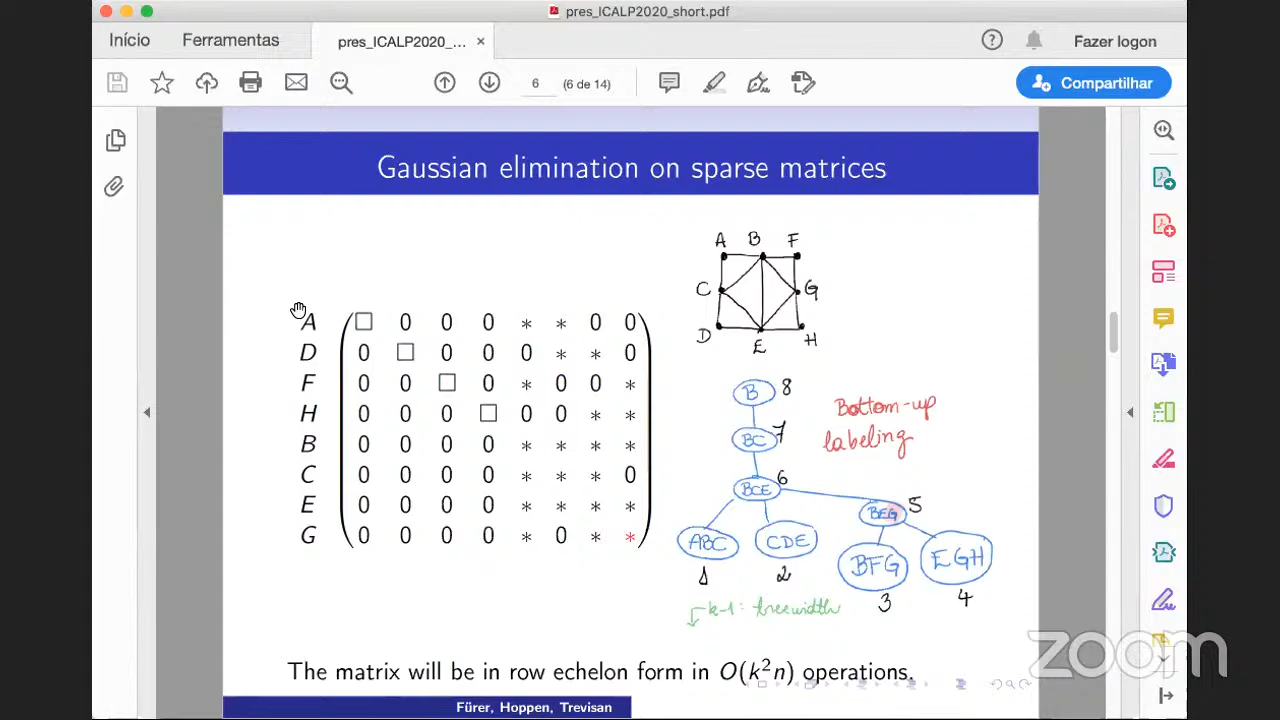 pres_ICALP2020_short.pdf
Início
Ferramentas
pres_ICALP2020_... ×
Fazer logon
6
(6 de 14)
Compartilhar
Gaussian elimination on sparse matrices
A B F
C G
D E H
A □ 0 0 0 * * 0 0
D 0 □ 0 0 0 * * 0
F 0 0 □ 0 * 0 0 *
H 0 0 0 □ 0 0 * *
B 0 0 0 0 * * * *
C 0 0 0 0 * * * 0
E 0 0 0 0 * * * *
G 0 0 0 0 * 0 * *
B 8
BC 7
Bottom-up
labeling
BCE 6
BEG 5
ABC CDE BFG EGH
1 2 3 4
k-1: treewidth
The matrix will be in row echelon form in O(k²n) operations.
Fürer, Hoppen, Trevisan
zoom